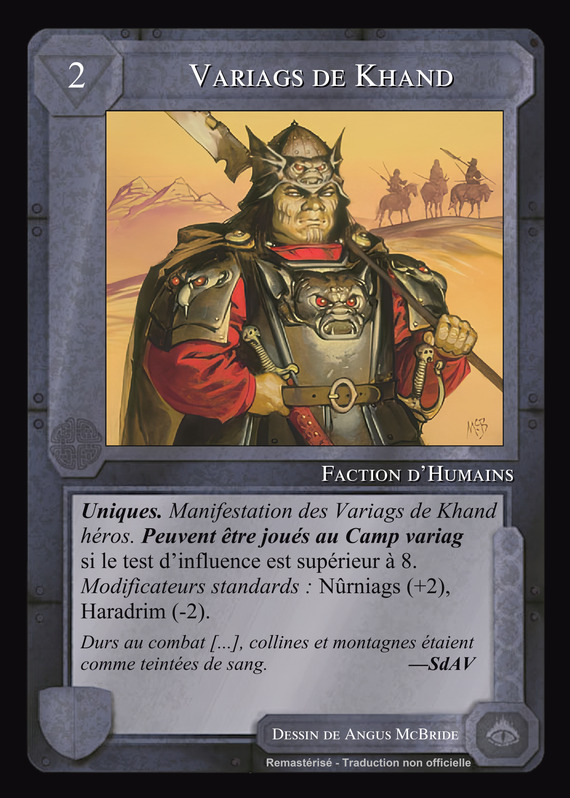 2
VARIAGS DE KHAND
McB
FACTION D'HUMAINS
Uniques. Manifestation des Variags de Khand
héros. Peuvent être joués au Camp variag
si le test d'influence est supérieur à 8.
Modificateurs standards : Nûrniags (+2),
Haradrim (-2).
Durs au combat [...], collines et montagnes étaient
comme teintées de sang. —SdAV
DESSIN DE ANGUS MCBRIDE
Remastérisé - Traduction non officielle